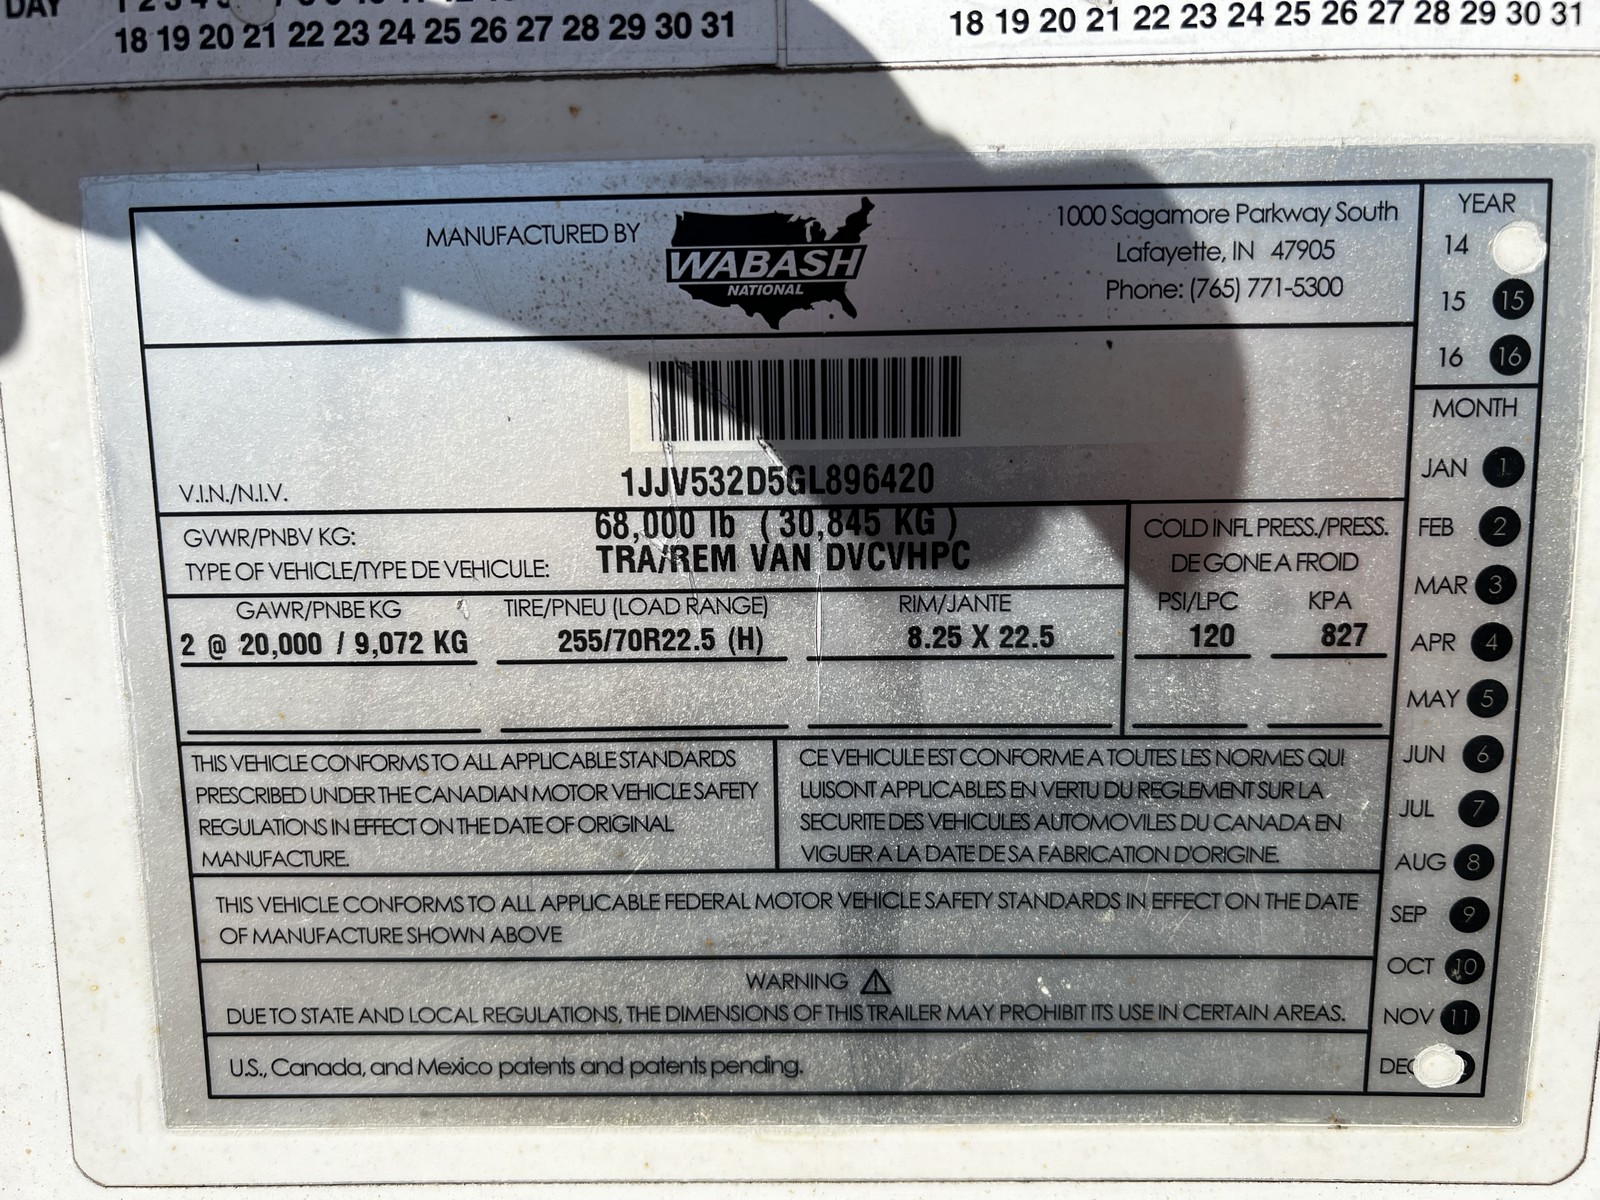 DAY
18 19 20 21 22 23 24 25 26 27 28 29 30 31
18 19 20 21 22 23 24 25 26 27 28 29 30 31
MANUFACTURED BY
WABASH
NATIONAL
1000 Sagamore Parkway South
Lafayette, IN 47905
Phone: (765) 771-5300
YEAR
14
15 15
16 16
MONTH
JAN 1
FEB 2
MAR 3
APR 4
MAY 5
JUN 6
JUL 7
AUG 8
SEP 9
OCT 10
NOV 11
V.I.N./N.I.V. 1JJV532D5GL896420
GVWR/PNBV KG: 68,000 lb ( 30,845 KG )
TYPE OF VEHICLE/TYPE DE VEHICULE: TRA/REM VAN DVCVHPC
COLD INFL PRESS./PRESS.
DE GONE A FROID
GAWR/PNBE KG TIRE/PNEU (LOAD RANGE) RIM/JANTE PSI/LPC KPA
2 @ 20,000 / 9,072 KG 255/70R22.5 (H) 8.25 X 22.5 120 827
THIS VEHICLE CONFORMS TO ALL APPLICABLE STANDARDS
PRESCRIBED UNDER THE CANADIAN MOTOR VEHICLE SAFETY
REGULATIONS IN EFFECT ON THE DATE OF ORIGINAL
MANUFACTURE.
CE VEHICULE EST CONFORME A TOUTES LES NORMES QUI
LUISONT APPLICABLES EN VERTU DU REGLEMENT SUR LA
SECURITE DES VEHICULES AUTOMOVILES DU CANADA EN
VIGUER A LA DATE DE SA FABRICATION D'ORIGINE.
THIS VEHICLE CONFORMS TO ALL APPLICABLE FEDERAL MOTOR VEHICLE SAFETY STANDARDS IN EFFECT ON THE DATE
OF MANUFACTURE SHOWN ABOVE
WARNING
DUE TO STATE AND LOCAL REGULATIONS, THE DIMENSIONS OF THIS TRAILER MAY PROHIBIT ITS USE IN CERTAIN AREAS.
U.S., Canada, and Mexico patents and patents pending.